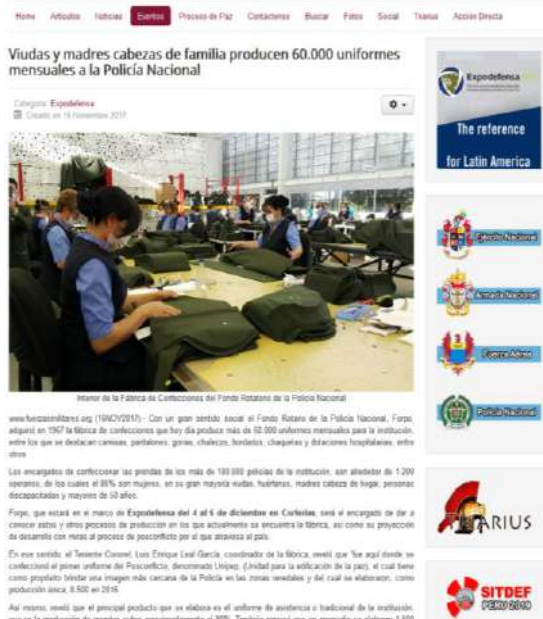 Home Artículos Noticias Eventos Proceso de Paz Contáctenos Buscar Fotos Social Titanus Acción Directa
Viudas y madres cabezas de familia producen 60.000 uniformes
mensuales a la Policía Nacional
Categoría: Expodefensa
Creado en 16 Noviembre 2017
Interior de la Fábrica de Confecciones del Fondo Rotatorio de la Policía Nacional
www.fuerzasmilitares.org (16NOV2017).- Con un gran sentido social el Fondo Rotario de la Policía Nacional, Forpo,
adquirió en 1967 la fábrica de confecciones que hoy día produce más de 60.000 uniformes mensuales para la institución,
entre los que se destacan camisas, pantalones, gorras, chalecos, bordados, chaquetas y dotaciones hospitalarias, entre
otros.
Los encargados de confeccionar las prendas de los más de 180.000 policías de la institución, son alrededor de 1.200
operarios, de los cuales el 80% son mujeres, en su gran mayoría viudas, huérfanas, madres cabeza de hogar, personas
discapacitadas y mayores de 50 años.
Forpo, que estará en el marco de Expodefensa del 4 al 6 de diciembre en Corferias, será el encargado de dar a
conocer estos y otros procesos de producción en los que actualmente se encuentra la fábrica, así como su proyección
de desarrollo con miras al proceso de posconflicto por el que atraviesa el país.
En ese sentido, el Teniente Coronel, Luis Enrique Leal García, coordinador de la fábrica, reveló que "fue aquí donde se
confeccionó el primer uniforme del Posconflicto, denominado Unipep, (Unidad para la edificación de la paz), el cual tiene
como propósito brindar una imagen más cercana de la Policía en las zonas veredales y del cual se elaboraron, como
producción única, 8.500 en 2016.
Así mismo, reveló que el principal producto que se elabora es el uniforme de asistencia o tradicional de la institución,
Expodefensa
The reference
for Latin America
Ejército Nacional
Armada Nacional
Fuerza Aérea
Policía Nacional
SITDEF
PERÚ 2019